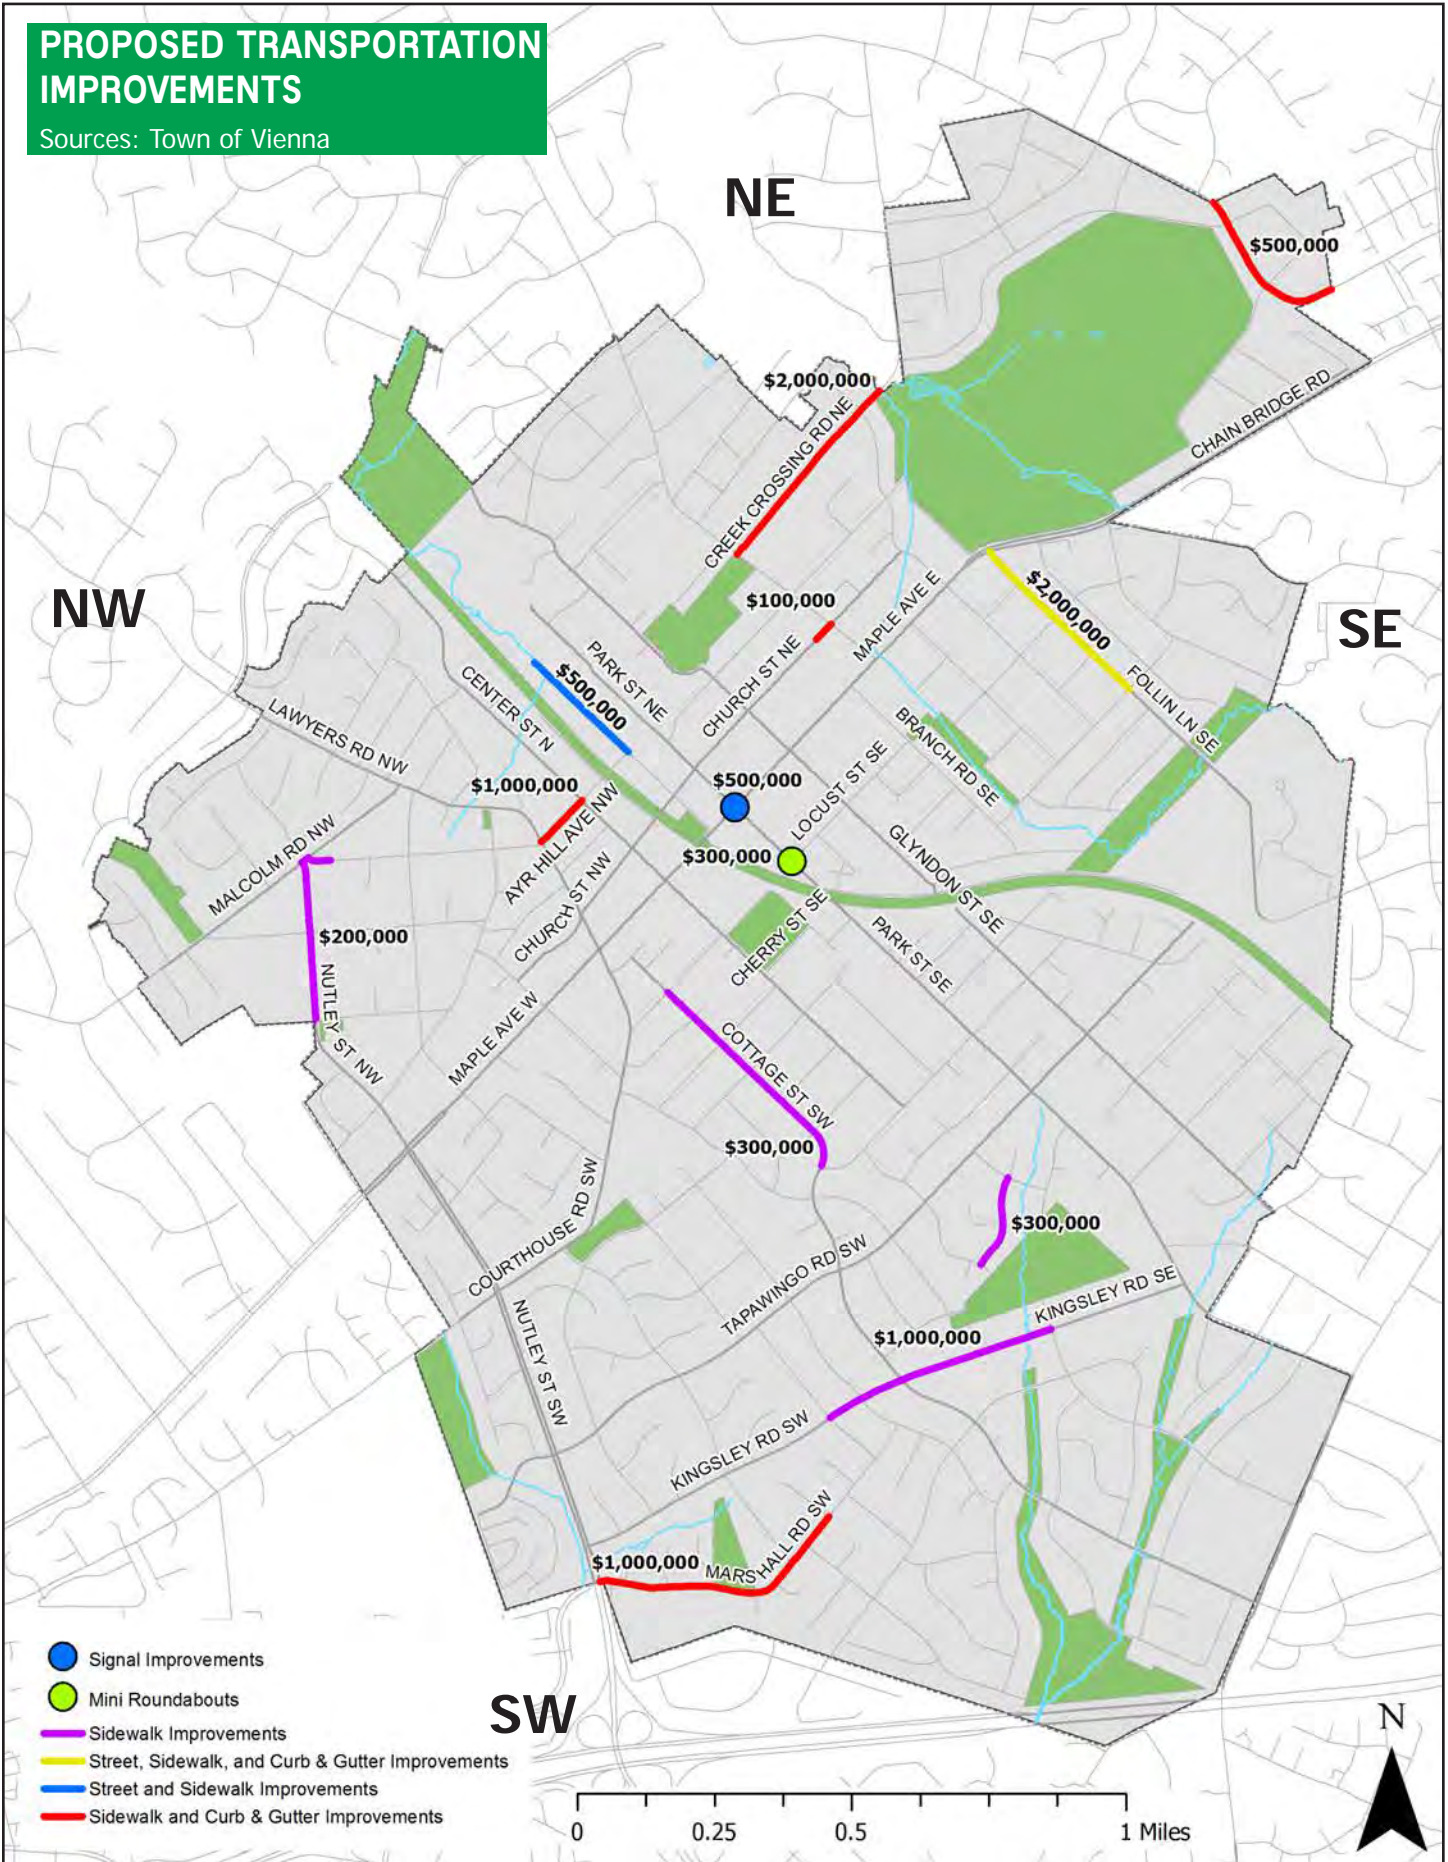 PROPOSED TRANSPORTATION
IMPROVEMENTS
Sources: Town of Vienna
NE
$500,000
$2,000,000
CHAIN BRIDGE RD
CREEK CROSSING RD NE
NW
$100,000
MAPLE AVE E
$2,000,000
SE
PARK ST NE
CHURCH ST NE
FOLLIN LN SE
CENTER ST N
$500,000
LAWYERS RD NW
BRANCH RD SE
$1,000,000
$500,000
LOCUST ST SE
AYR HILL AVE NW
$300,000
GLYNDON ST SE
MALCOLM RD NW
CHURCH ST NW
CHERRY ST SE
PARK ST SE
$200,000
NUTLEY ST NW
MAPLE AVE W
COTTAGE ST SW
$300,000
COURTHOUSE RD SW
$300,000
TAPAWINGO RD SW
KINGSLEY RD SE
NUTLEY ST SW
$1,000,000
KINGSLEY RD SW
$1,000,000
MARSHALL RD SW
Signal Improvements
Mini Roundabouts
Sidewalk Improvements
Street, Sidewalk, and Curb & Gutter Improvements
Street and Sidewalk Improvements
Sidewalk and Curb & Gutter Improvements
SW
N
0 0.25 0.5 1 Miles